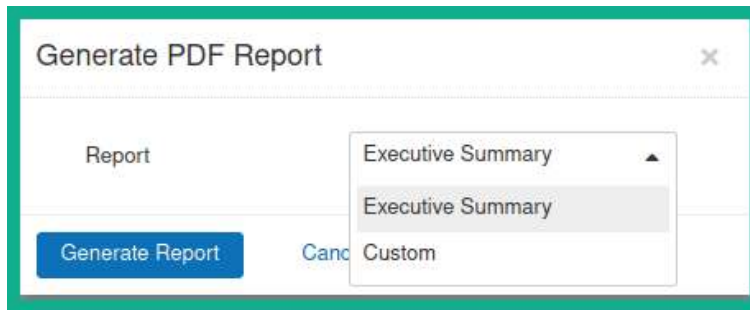 Generate PDF Report ×
Report Executive Summary
Executive Summary
Generate Report Canc Custom